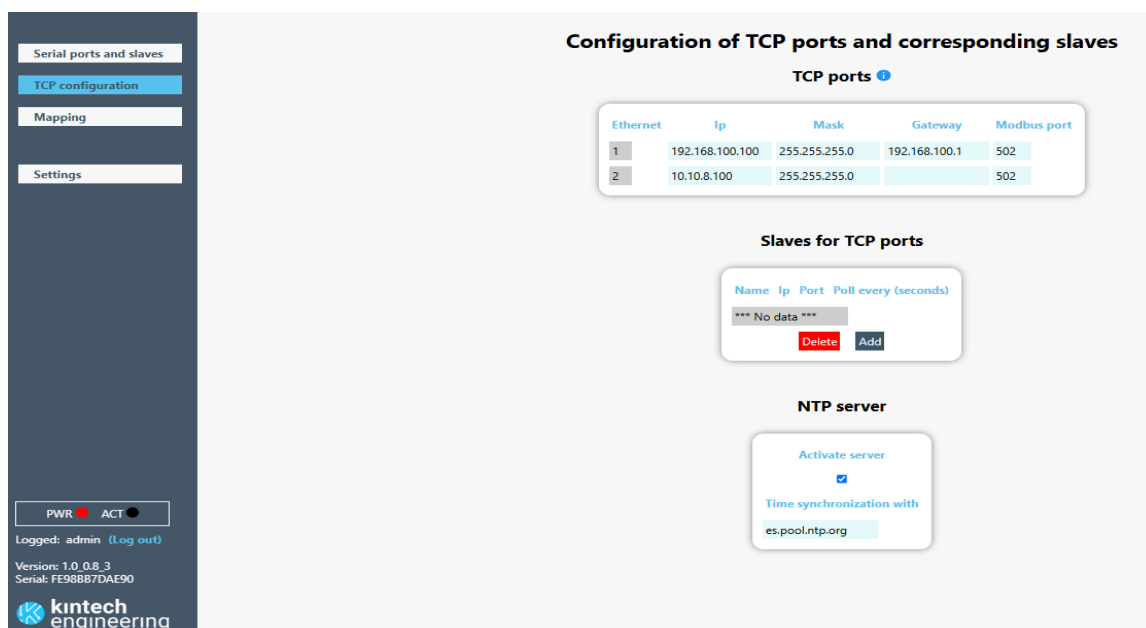 Serial ports and slaves
TCP configuration
Mapping
Settings
PWR ACT
Logged: admin (Log out)
Version: 1.0_0.8_3
Serial: FE98BB7DAE90
kintech
engineering
Configuration of TCP ports and corresponding slaves
TCP ports
Ethernet Ip Mask Gateway Modbus port
1 192.168.100.100 255.255.255.0 192.168.100.1 502
2 10.10.8.100 255.255.255.0 502
Slaves for TCP ports
Name Ip Port Poll every (seconds)
*** No data ***
Delete Add
NTP server
Activate server
Time synchronization with
es.pool.ntp.org